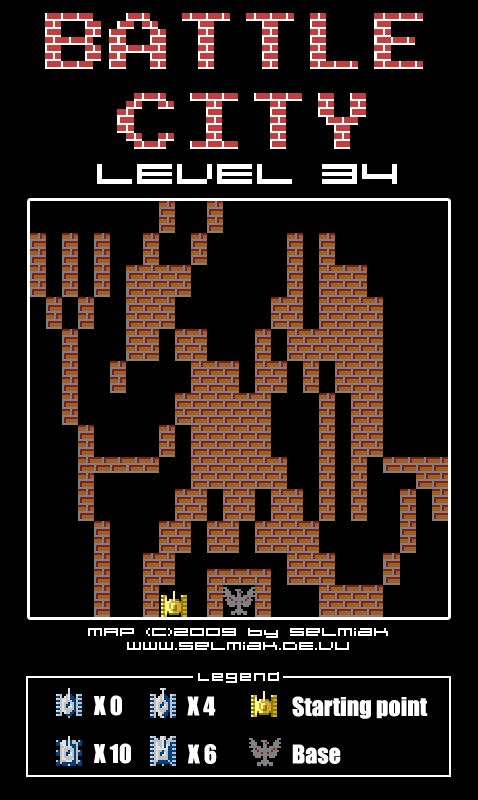 BATTLE
CITY
LEVEL 34
MAP (C)2009 by SELMIAK
WWW.SELMIAK.DE.VU
Legend
X 0 X 4 Starting point
X 10 X 6 Base